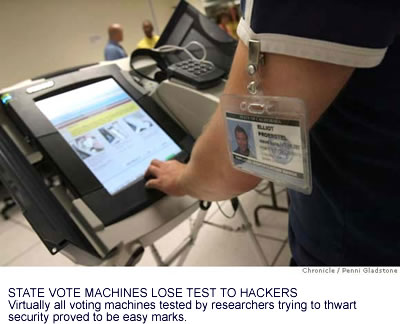 ELLIOT
Chronicle / Penni Gladstone
STATE VOTE MACHINES LOSE TEST TO HACKERS
Virtually all voting machines tested by researchers trying to thwart
security proved to be easy marks.